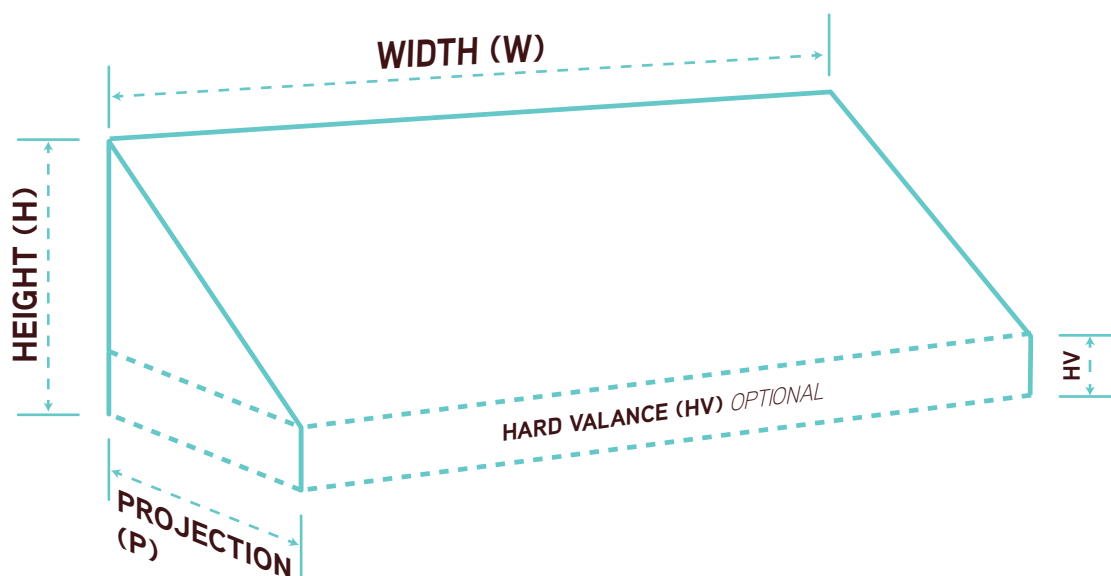 WIDTH (W)
HEIGHT (H)
HV
HARD VALANCE (HV) OPTIONAL
PROJECTION
(P)